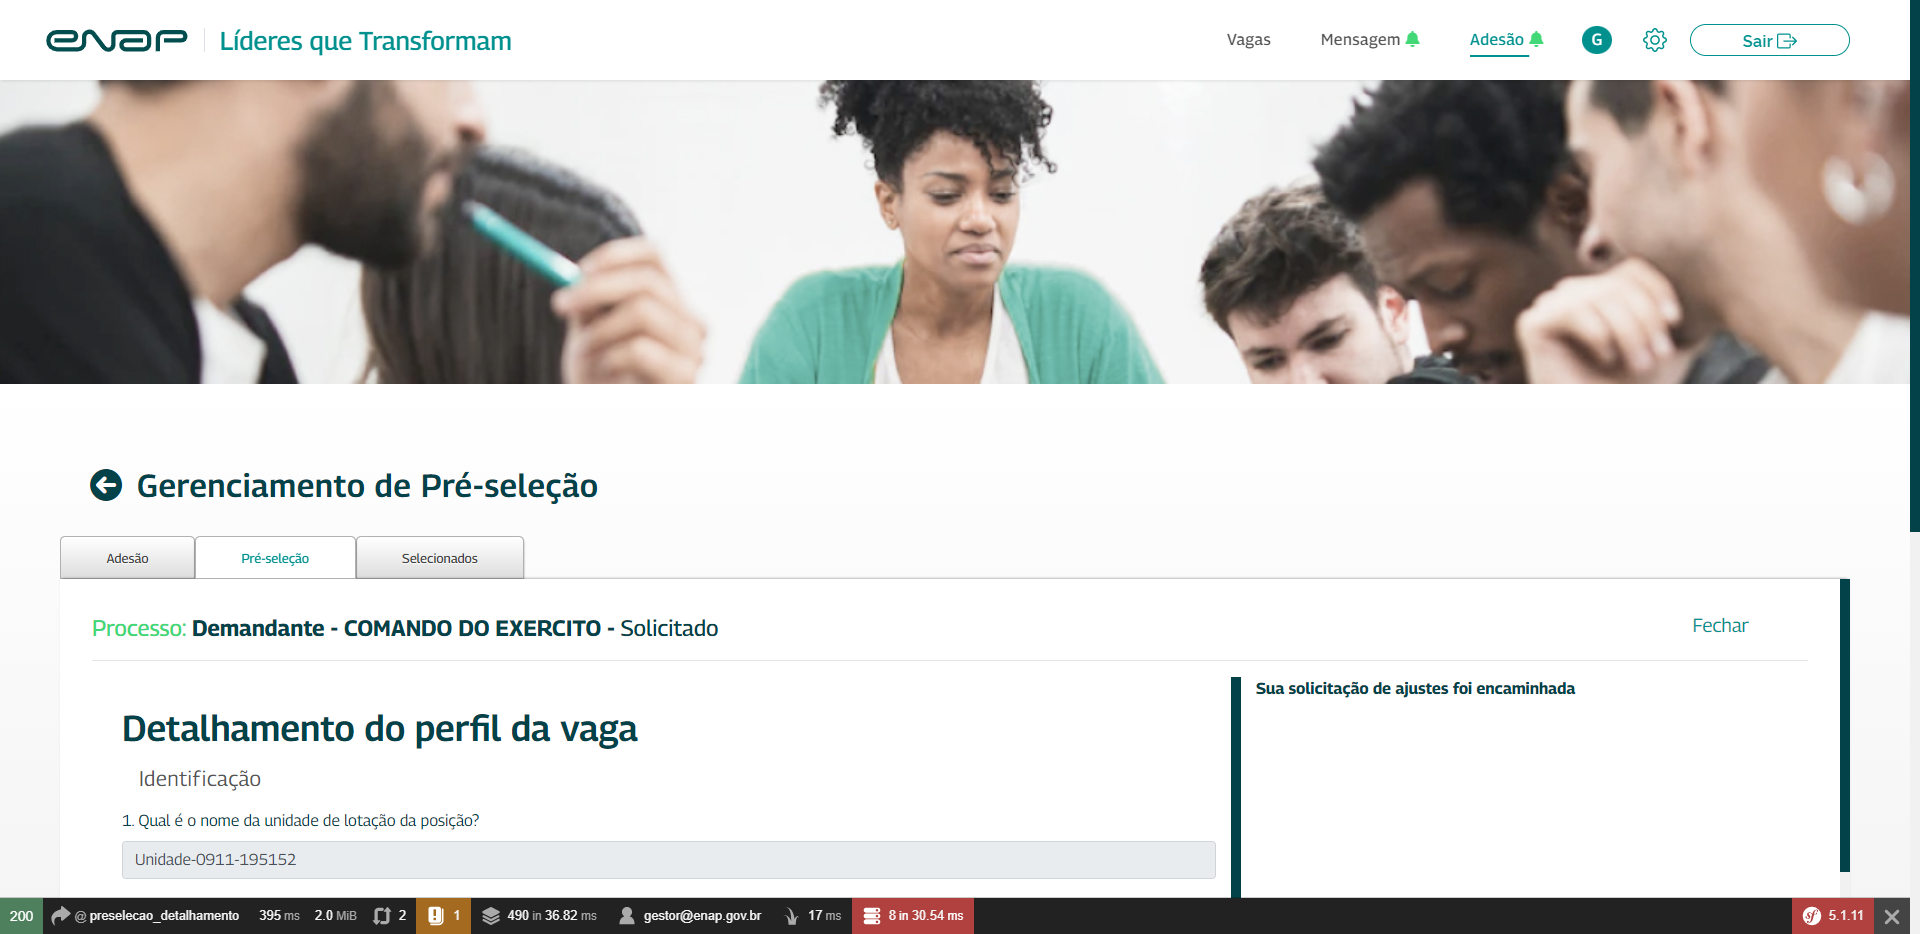 enap
Líderes que Transformam
Vagas
Mensagem
Adesão
G
Sair
Gerenciamento de Pré-seleção
Adesão
Pré-seleção
Selecionados
Processo: Demandante - COMANDO DO EXERCITO - Solicitado
Fechar
Sua solicitação de ajustes foi encaminhada
Detalhamento do perfil da vaga
Identificação
1. Qual é o nome da unidade de lotação da posição?
Unidade-0911-195152
200
@ preselecao_detalhamento
395 ms
2.0 MiB
2
1
490 in 36.82 ms
gestor@enap.gov.br
17 ms
8 in 30.54 ms
sf
5.1.11